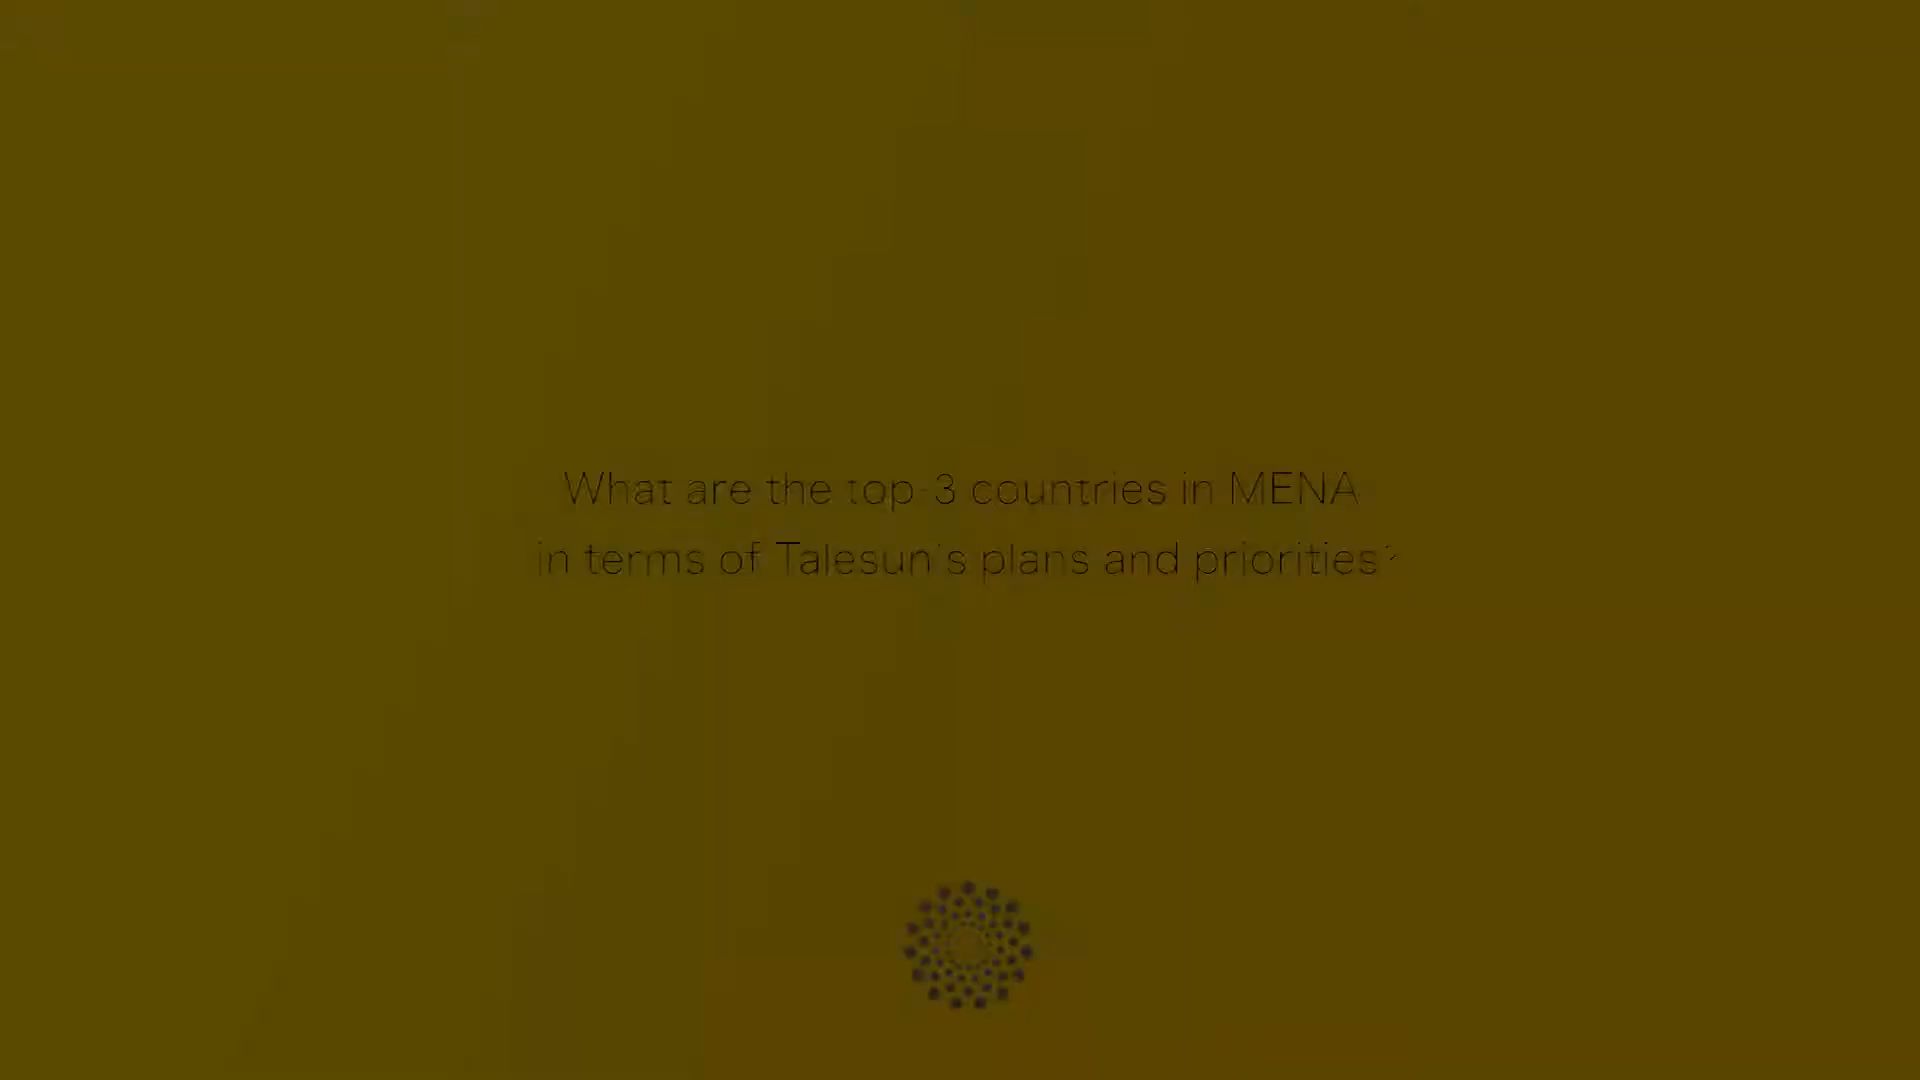 What are the top-3 countries in MENA
in terms of Talesun's plans and priorities?